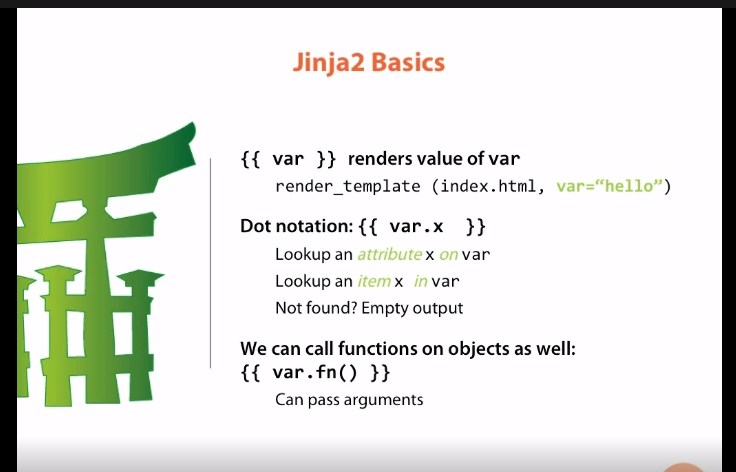 Jinja2 Basics
{{ var }} renders value of var
render_template (index.html, var=“hello”)
Dot notation: {{ var.x }}
Lookup an attribute x on var
Lookup an item x in var
Not found? Empty output
We can call functions on objects as well:
{{ var.fn() }}
Can pass arguments